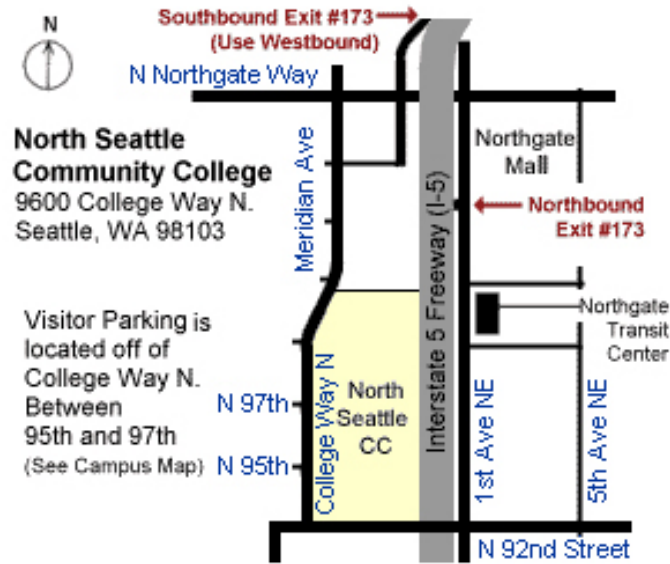 Southbound Exit #173
(Use Westbound)
N
N Northgate Way
North Seattle
Community College
9600 College Way N.
Seattle, WA 98103
Meridian Ave
Interstate 5 Freeway (I-5)
Northgate
Mall
Northbound
Exit #173
Visitor Parking is
located off of
College Way N.
Between
95th and 97th
(See Campus Map)
Northgate
Transit
Center
N 97th
N 95th
College Way N
North
Seattle
CC
1st Ave NE
5th Ave NE
N 92nd Street